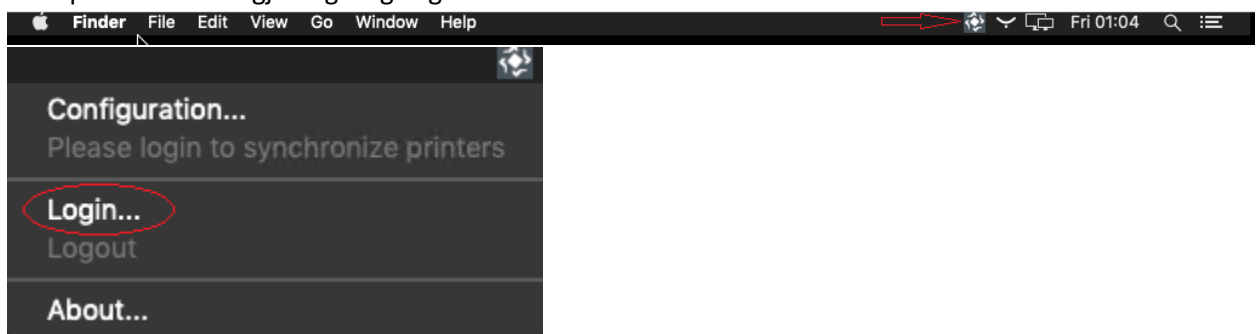 Finder File Edit View Go Window Help Fri 01:04
Configuration...
Please login to synchronize printers
Login...
Logout
About...